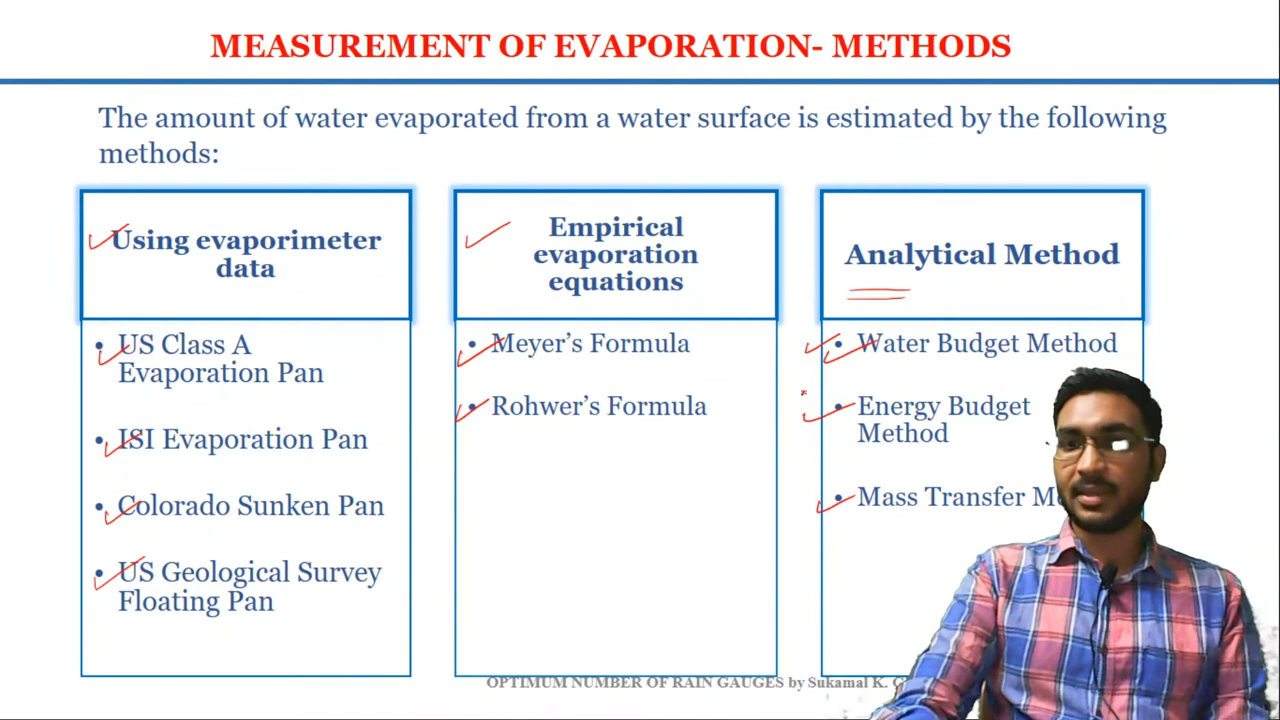 MEASUREMENT OF EVAPORATION- METHODS
The amount of water evaporated from a water surface is estimated by the following
methods:
Using evaporimeter
data
• US Class A
Evaporation Pan
• ISI Evaporation Pan
• Colorado Sunken Pan
• US Geological Survey
Floating Pan
Empirical
evaporation
equations
• Meyer’s Formula
• Rohwer’s Formula
Analytical Method
• Water Budget Method
• Energy Budget
Method
• Mass Transfer
OPTIMUM NUMBER OF RAIN GAUGES by Sukamal K.